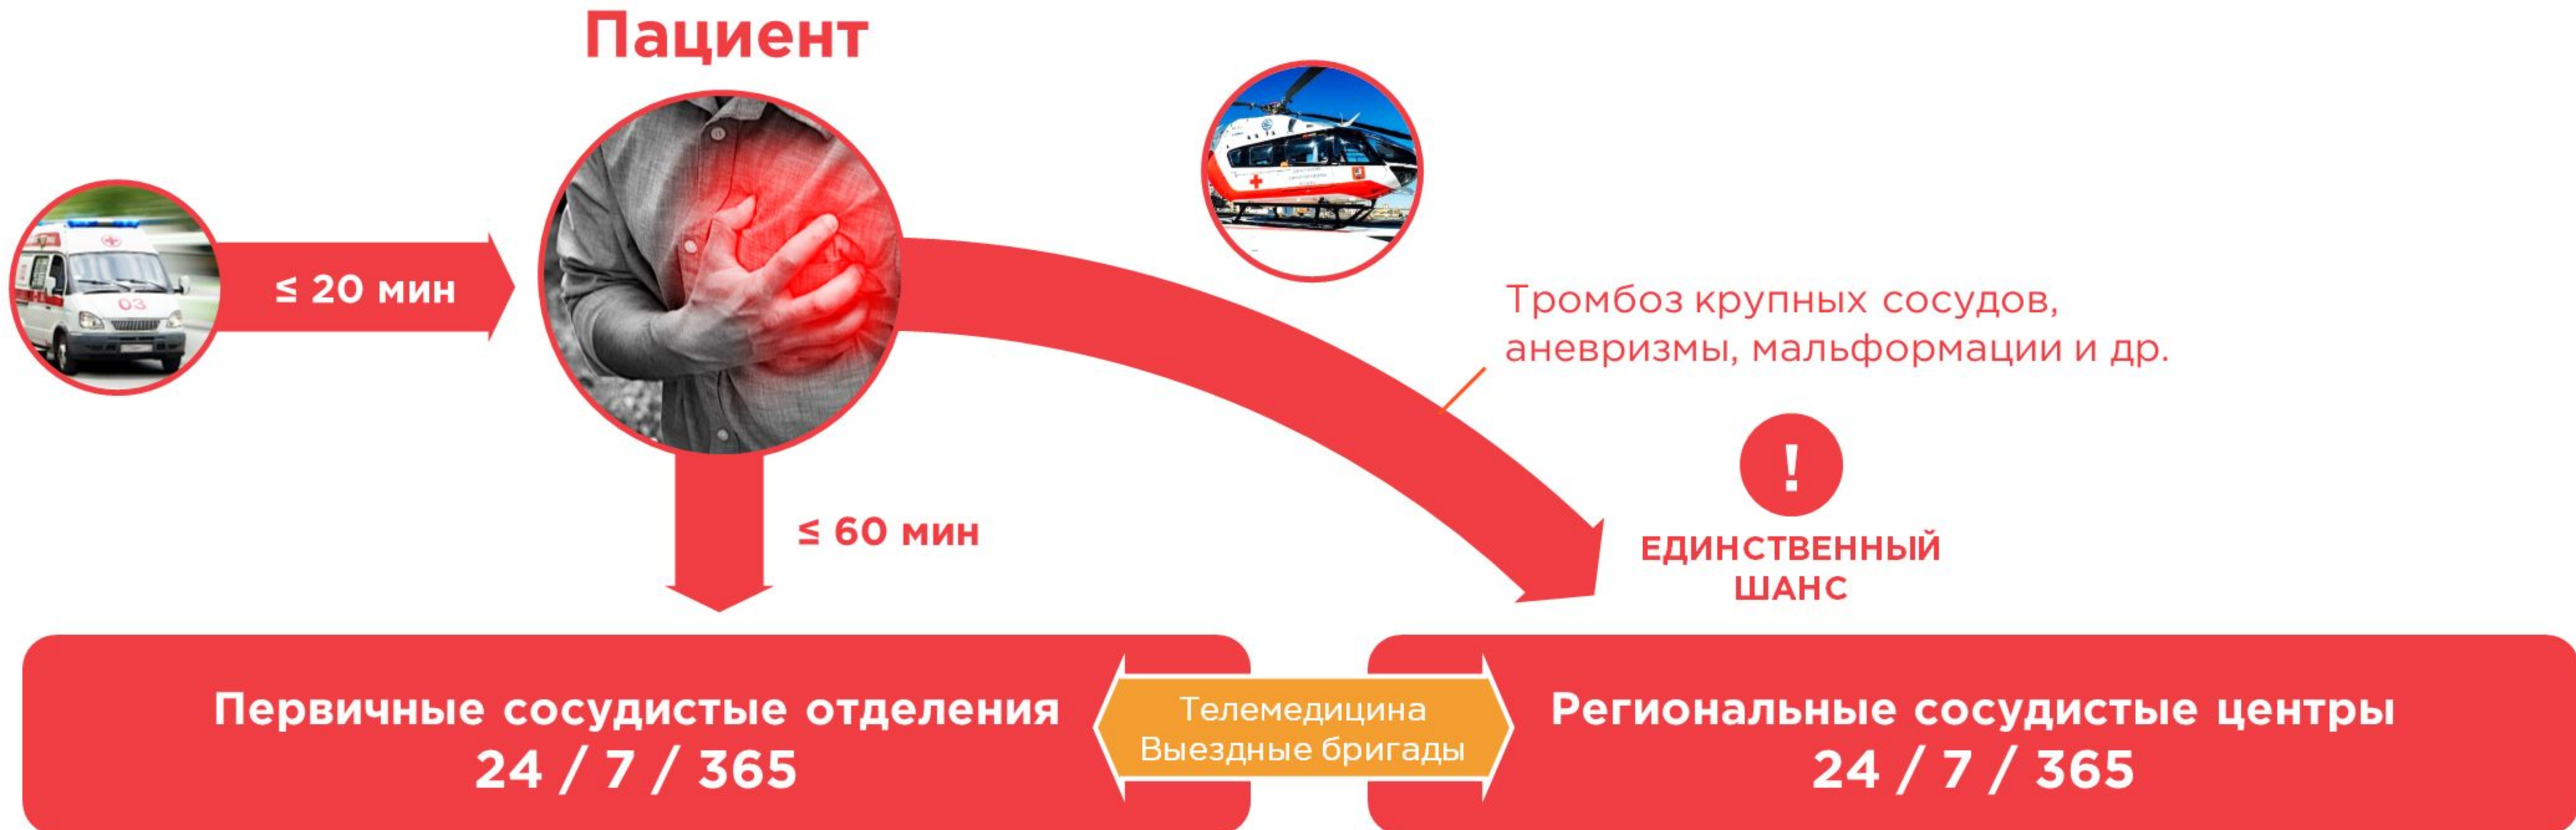 Пациент
03
≤ 20 мин
Тромбоз крупных сосудов,
аневризмы, мальформации и др.
≤ 60 мин
!
ЕДИНСТВЕННЫЙ
ШАНС
Первичные сосудистые отделения
24 / 7 / 365
Телемедицина
Выездные бригады
Региональные сосудистые центры
24 / 7 / 365